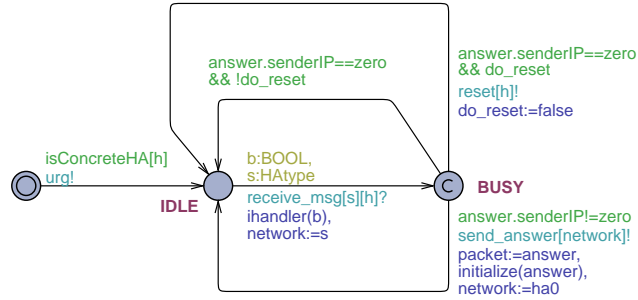 answer.senderIP==zero
&& !do_reset
answer.senderIP==zero
&& do_reset
reset[h]!
do_reset:=false
isConcreteHA[h]
urg!
IDLE
b:BOOL,
s:HAtype
receive_msg[s][h]?
ihandler(b),
network:=s
C
BUSY
answer.senderIP!=zero
send_answer[network]!
packet:=answer,
initialize(answer),
network:=ha0